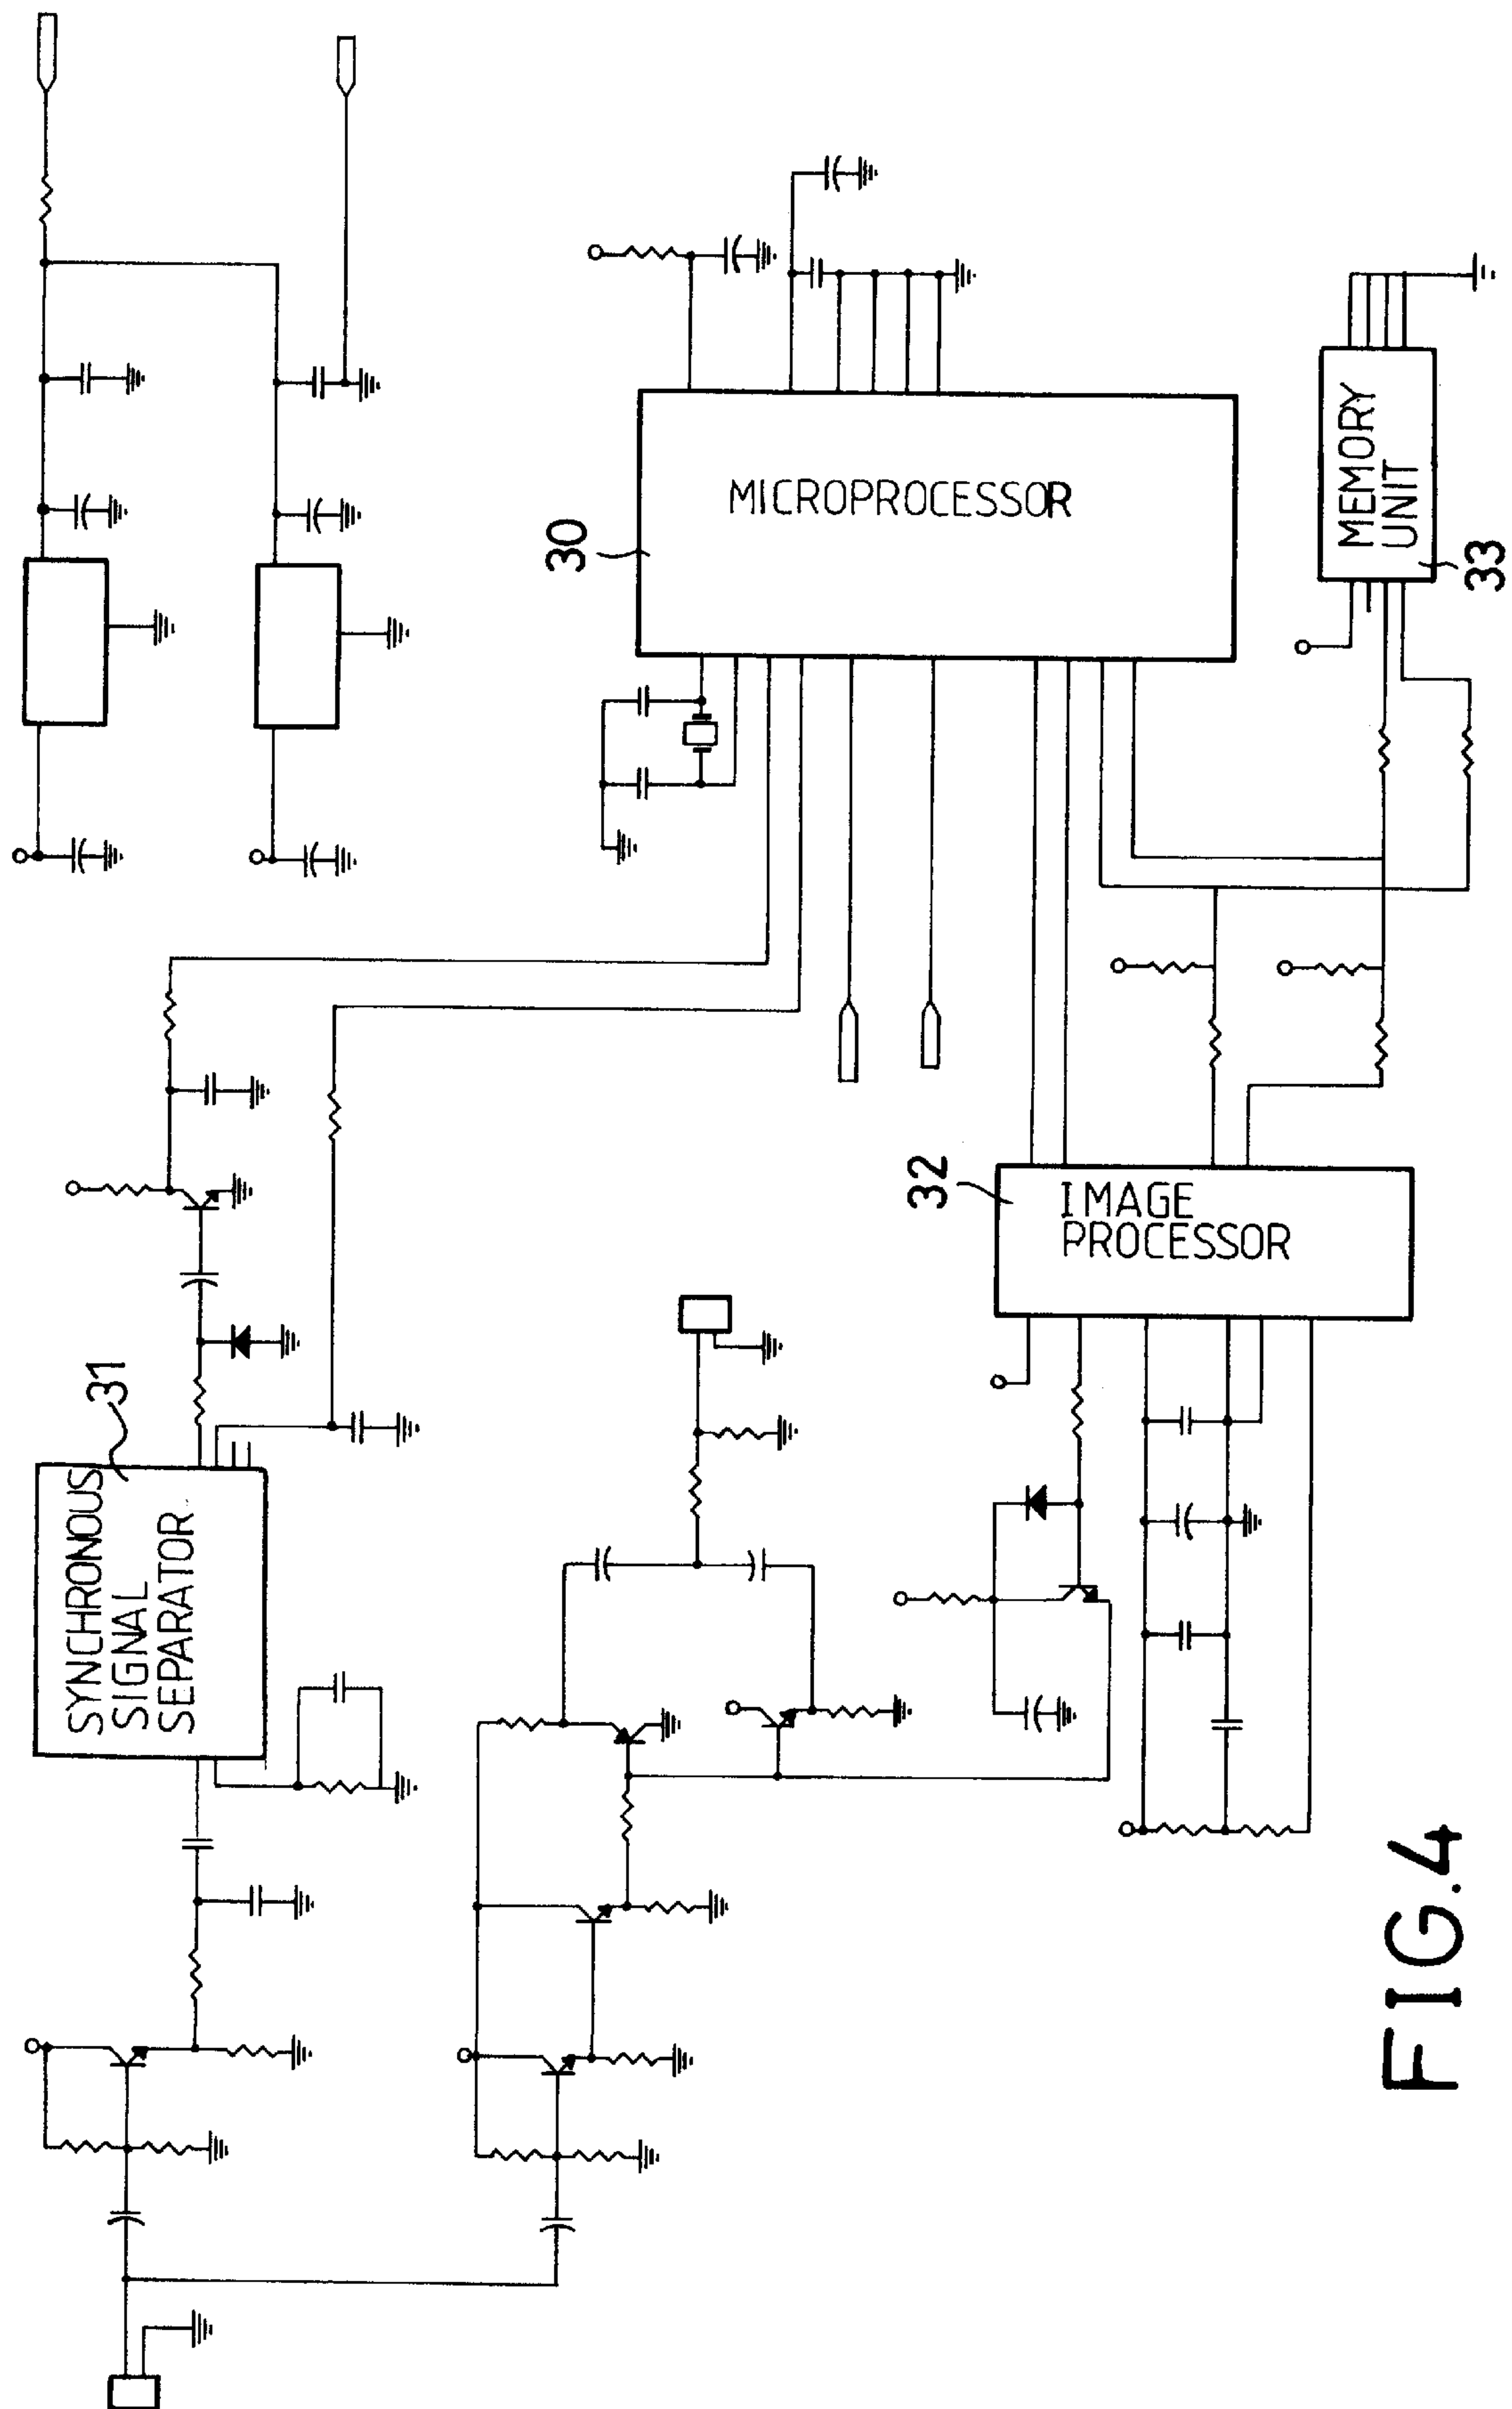 30
MICROPROCESSOR
MEMORY
UNIT
33
31
SYNCHRONOUS
SIGNAL
SEPARATOR
32
IMAGE
PROCESSOR
FIG.4